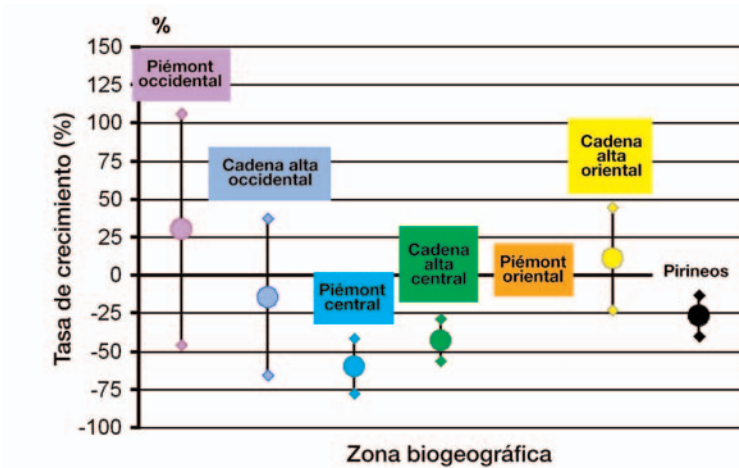 %
150
125
100
75
50
25
0
-25
-50
-75
-100
Tasa de crecimiento (%)
Piémont
occidental
Cadena alta
occidental
Piémont
central
Cadena
alta
central
Piémont
oriental
Cadena
alta
oriental
Pirineos
Zona biogeográfica